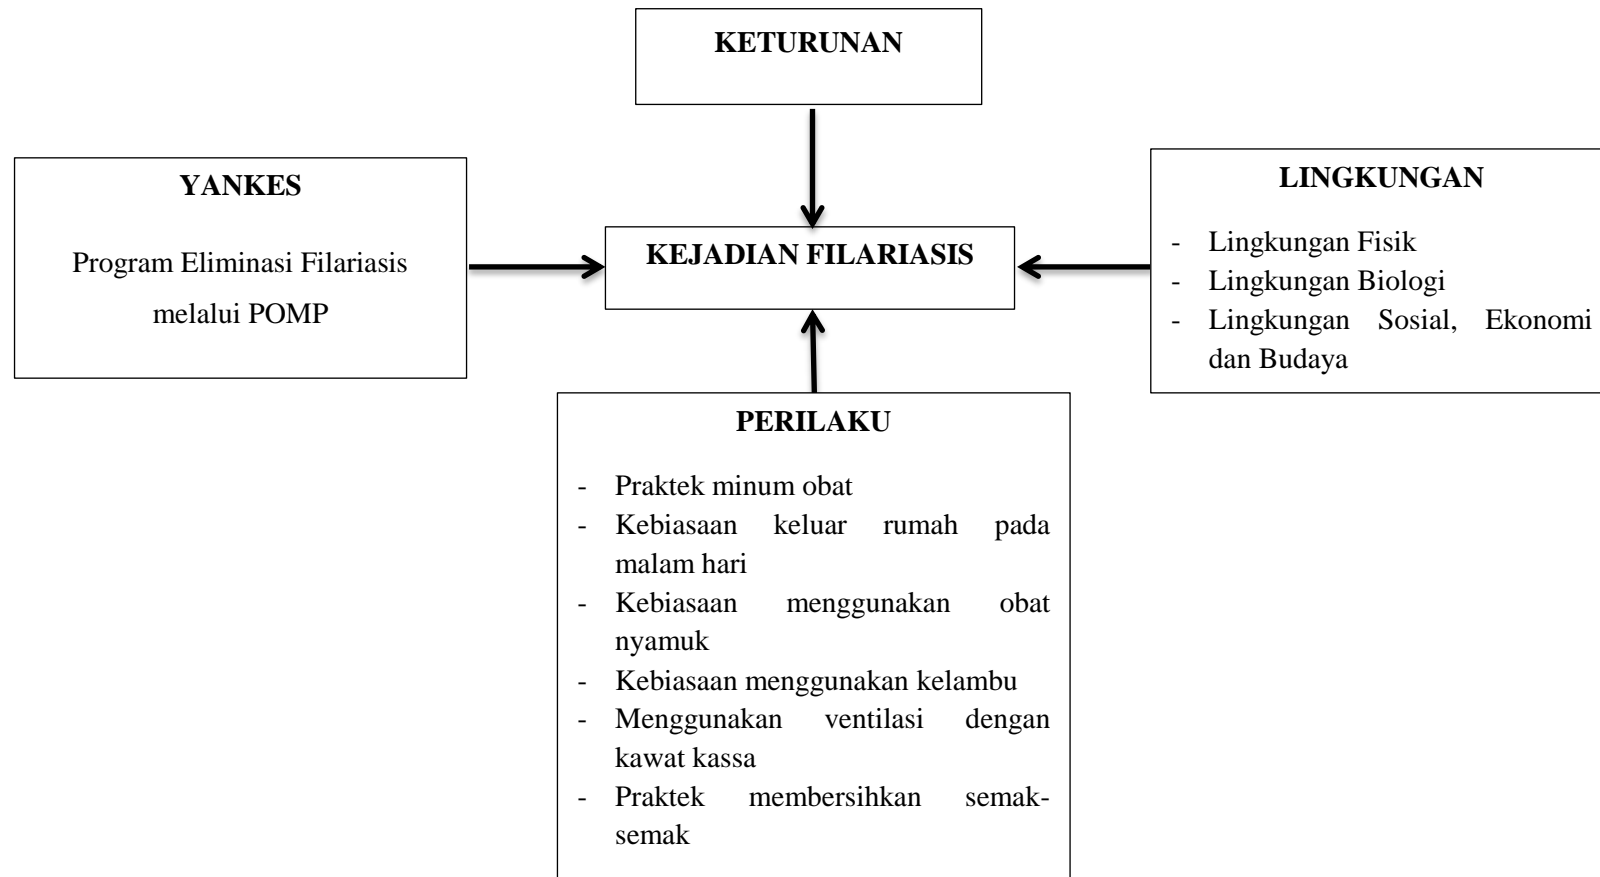 KETURUNAN
YANKES
Program Eliminasi Filariasis
melalui POMP
KEJADIAN FILARIASIS
LINGKUNGAN
- Lingkungan Fisik
- Lingkungan Biologi
- Lingkungan Sosial, Ekonomi
dan Budaya
PERILAKU
- Praktek minum obat
- Kebiasaan keluar rumah pada
malam hari
- Kebiasaan menggunakan obat
nyamuk
- Kebiasaan menggunakan kelambu
- Menggunakan ventilasi dengan
kawat kassa
- Praktek membersihkan semak-
semak